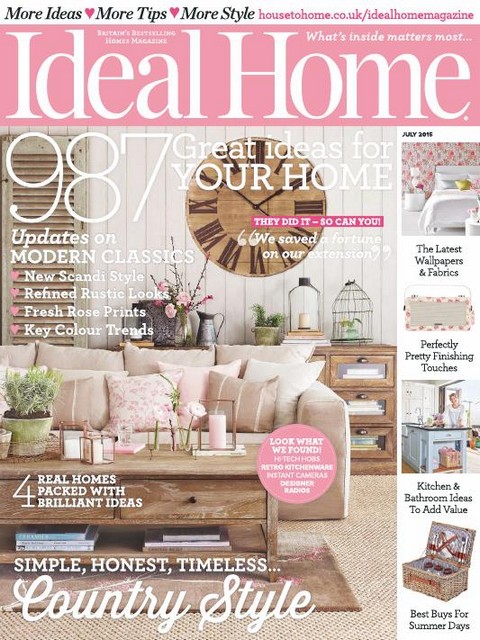 More Ideas ♥ More Tips ♥ More Style housetohome.co.uk/idealhomemagazine
BRITAIN'S BESTSELLING
HOMES MAGAZINE
What's inside matters most...
Ideal Home.
JULY 2015
987 Great ideas for
YOUR HOME
THEY DID IT – SO CAN YOU!
“We saved a fortune
on our extension”
Updates on
MODERN CLASSICS
♥ New Scandi Style
♥ Refined Rustic Looks
♥ Fresh Rose Prints
♥ Key Colour Trends
The Latest
Wallpapers
& Fabrics
Perfectly
Pretty Finishing
Touches
Kitchen &
Bathroom Ideas
To Add Value
Best Buys For
Summer Days
LOOK WHAT
WE FOUND!
HI-TECH HOBS
RETRO KITCHENWARE
INSTANT CAMERAS
DESIGNER
RADIOS
4 REAL HOMES
PACKED WITH
BRILLIANT IDEAS
SIMPLE, HONEST, TIMELESS...
Country Style